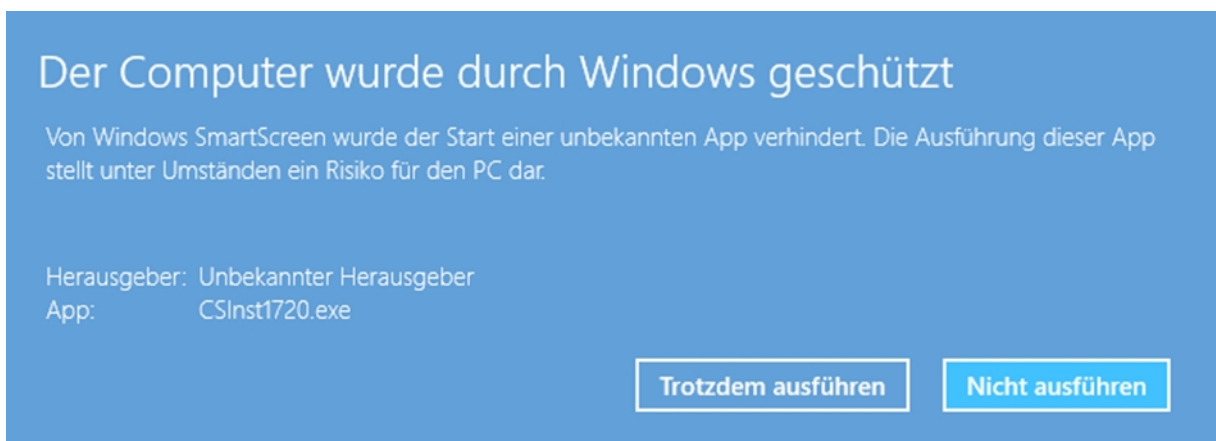 Der Computer wurde durch Windows geschützt
Von Windows SmartScreen wurde der Start einer unbekannten App verhindert. Die Ausführung dieser App
stellt unter Umständen ein Risiko für den PC dar.
Herausgeber: Unbekannter Herausgeber
App: CSInst1720.exe
Trotzdem ausführen Nicht ausführen